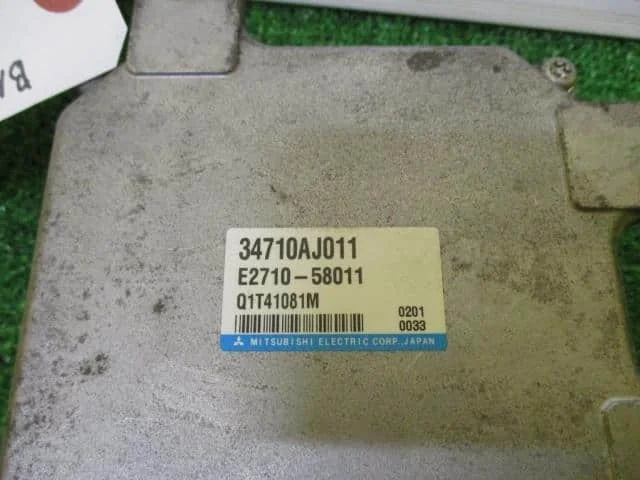 34710AJ011
E2710-58011
Q1T41081M
0201
0033
MITSUBISHI ELECTRIC CORP., JAPAN